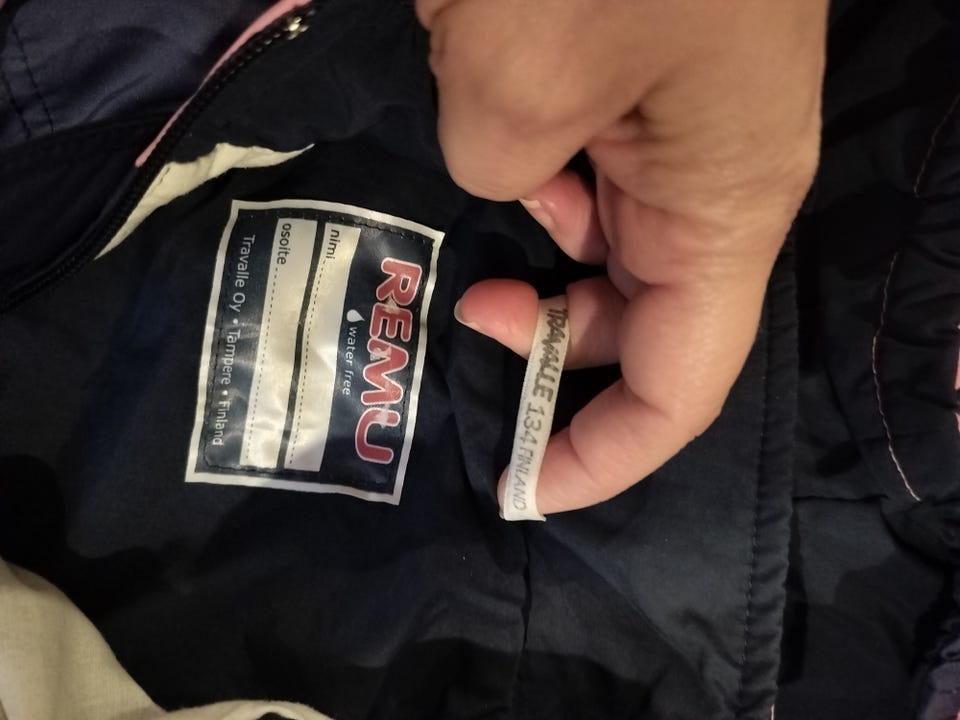 REMU
water free
nimi
osoite
Travalle Oy • Tampere • Finland
TRAVALLE 134 FINLAND